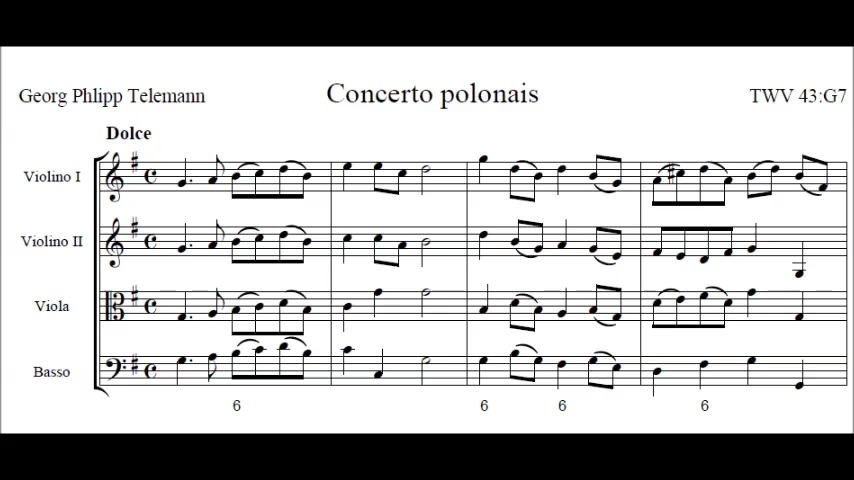 Concerto polonais
Georg Phlipp Telemann
TWV 43:G7
Dolce
Violino I
Violino II
Viola
Basso
6 6 6 6